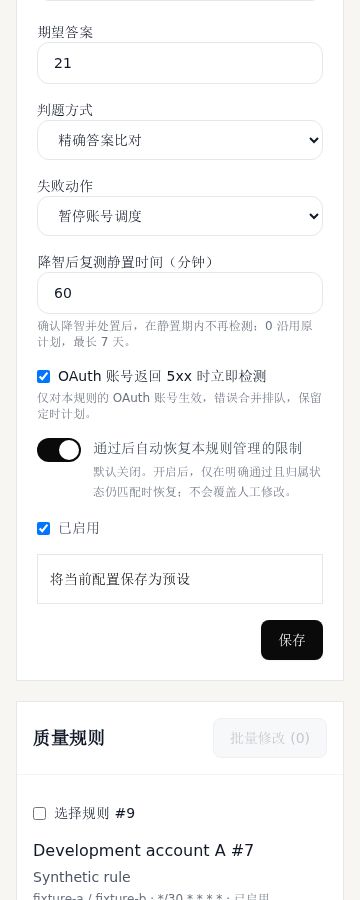 期望答案
21
判题方式
精确答案比对
失败动作
暂停账号调度
降智后复测静置时间（分钟）
60
确认降智并处置后，在静置期内不再检测；0 沿用原
计划，最长 7 天。
OAuth 账号返回 5xx 时立即检测
仅对本规则的 OAuth 账号生效，错误合并排队，保留
定时计划。
通过后自动恢复本规则管理的限制
默认关闭。开启后，仅在明确通过且归属状
态仍匹配时恢复；不会覆盖人工修改。
已启用
将当前配置保存为预设
保存
质量规则
批量修改 (0)
选择规则 #9
Development account A #7
Synthetic rule
fixture-a / fixture-b · */30 * * * * · 已启用